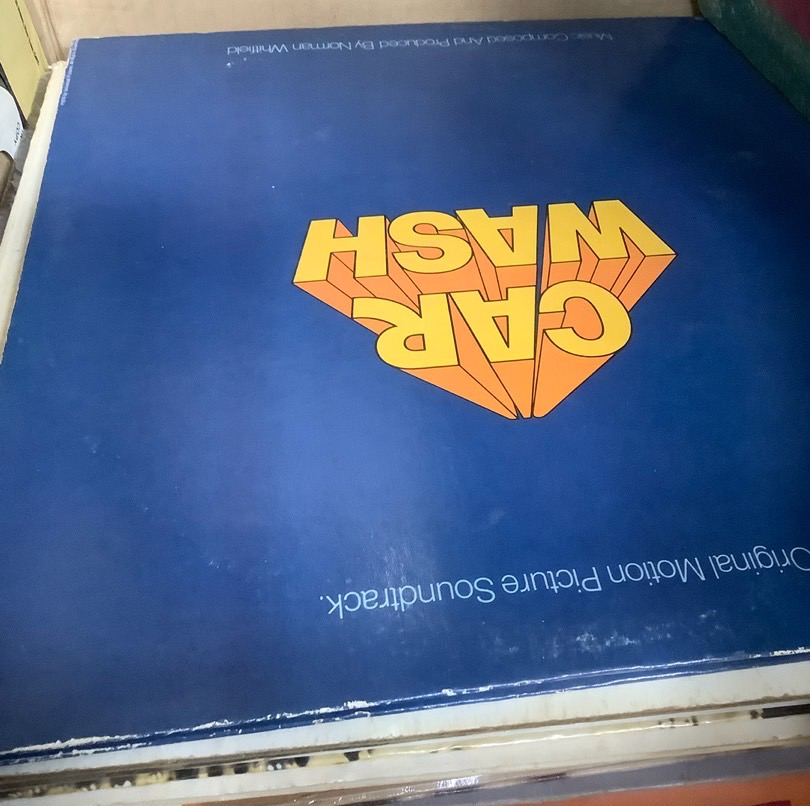 Original Motion Picture Soundtrack.
CAR
WASH
Music Composed And Produced By Norman Whitfield